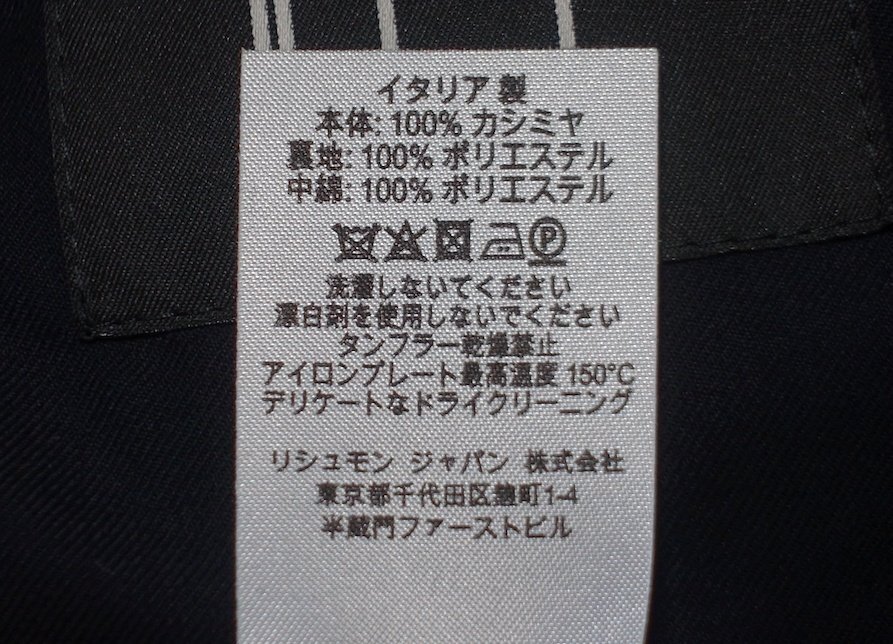 イタリア 製
本体: 100% カシミヤ
裏地: 100% ポリエステル
中綿: 100% ポリエステル
P
洗濯しないてください
漂白剤を使用しないでください
タンフラー乾燥禁止
アイロンプレート最高温度 150°C
デリケートなドライクリーニング
リシュモン ジャパン 株式会社
東京都千代田区麹町1-4
半蔵門ファーストビル